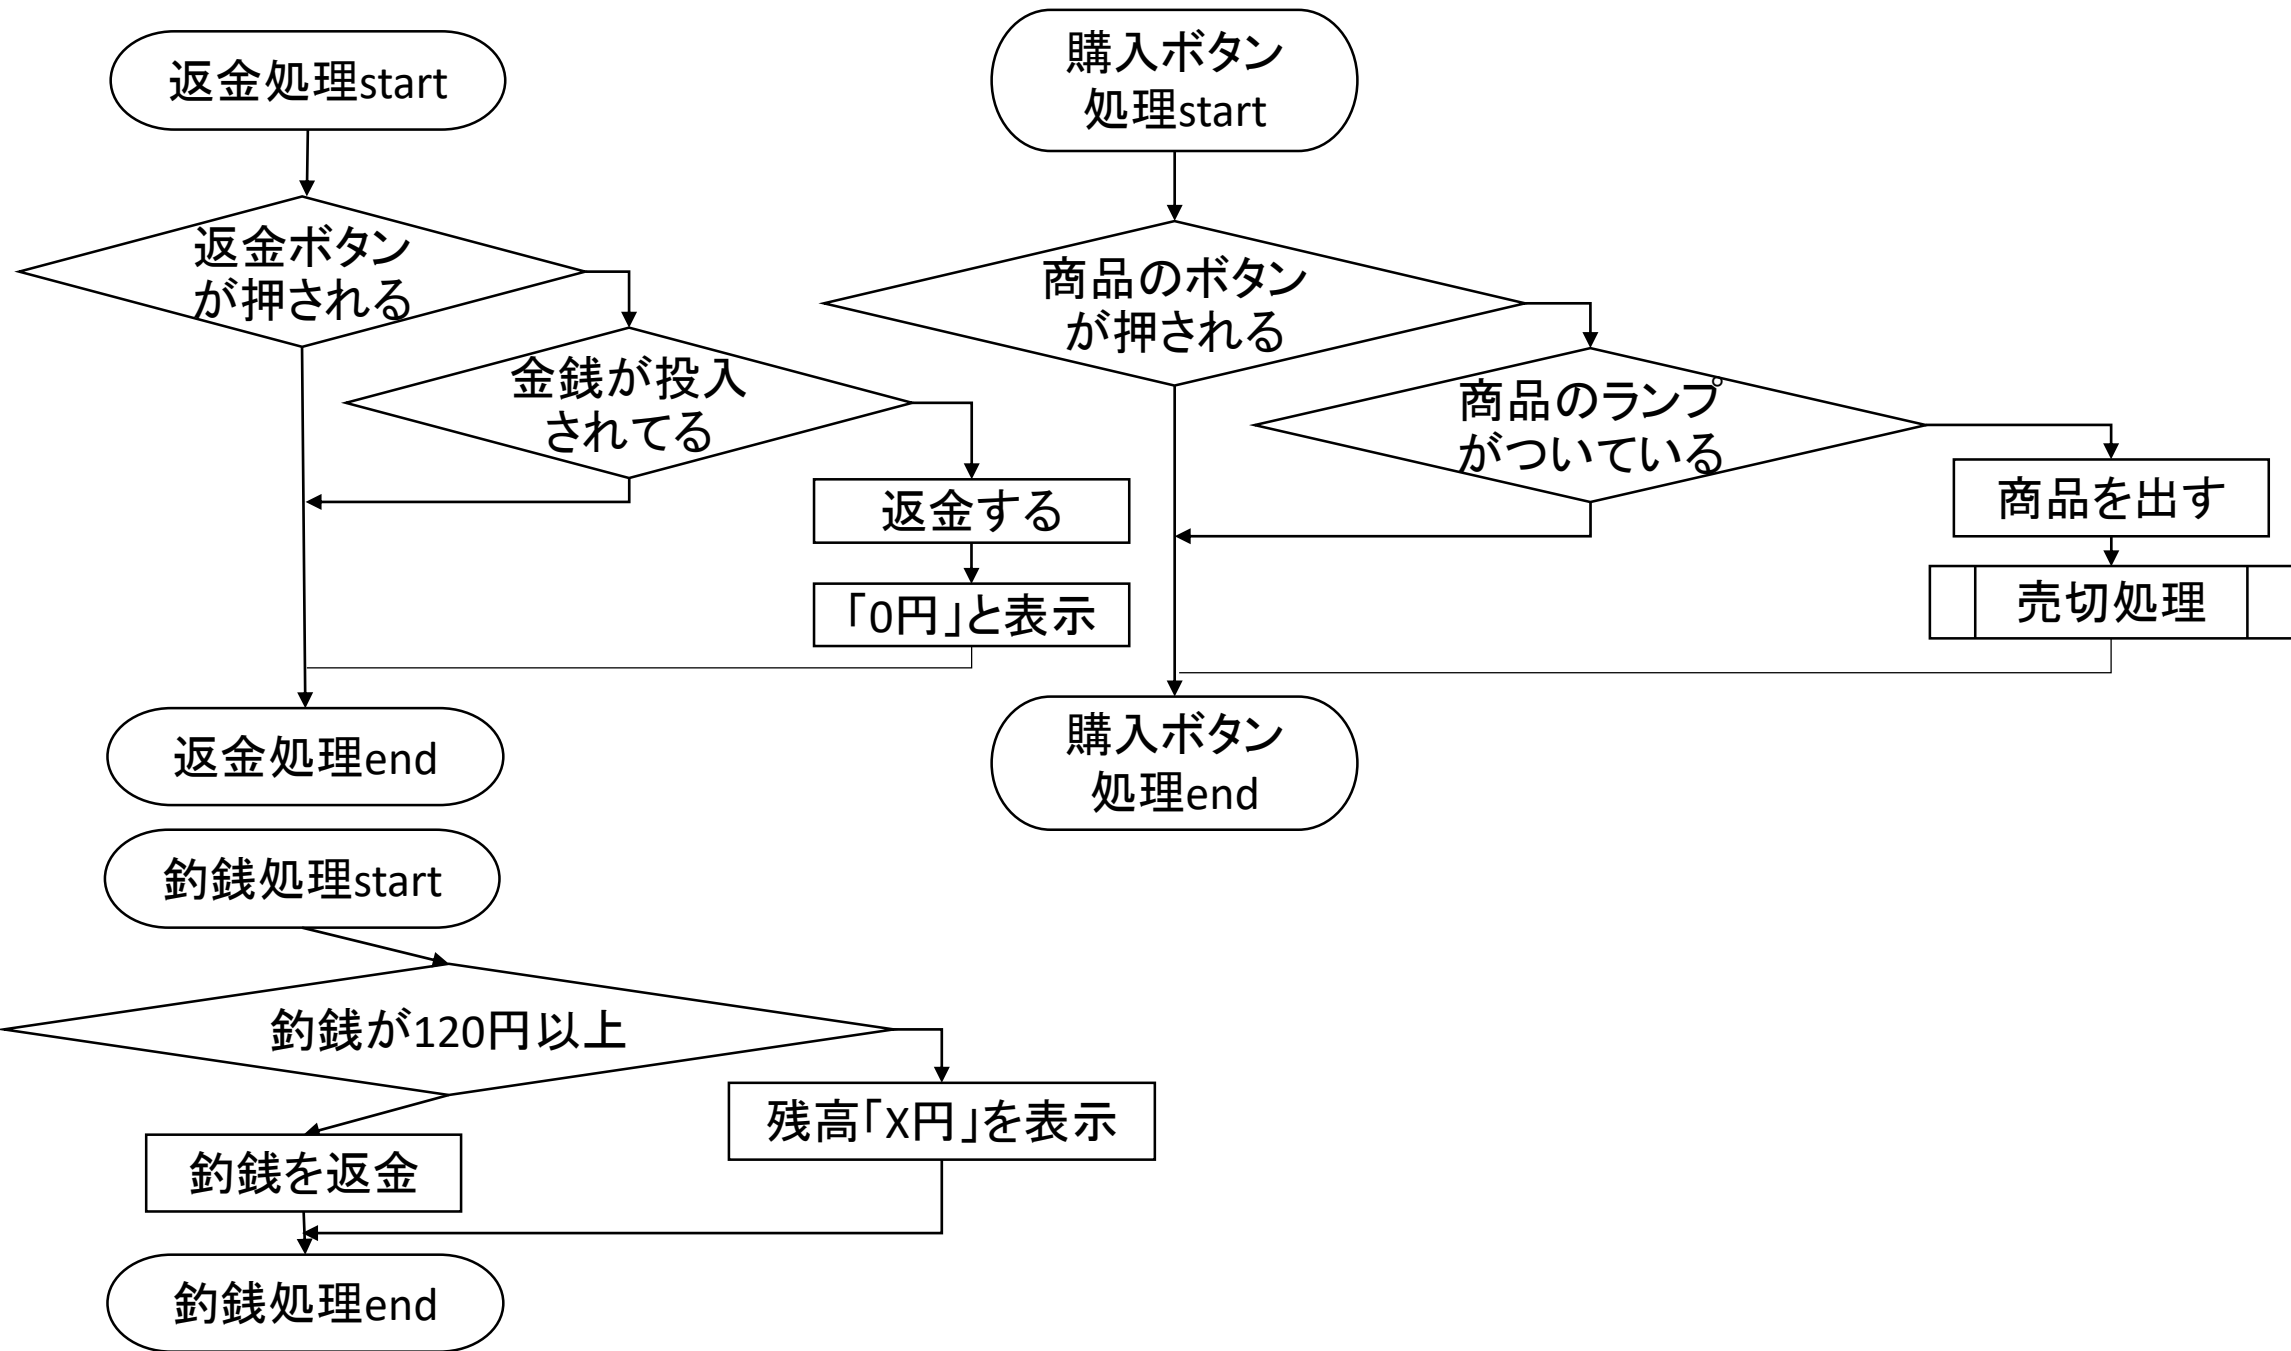 返金処理start
返金ボタン
が押される
金銭が投入
されてる
返金する
「0円」と表示
返金処理end
購入ボタン
処理start
商品のボタン
が押される
商品のランプ
がついている
商品を出す
売切処理
購入ボタン
処理end
釣銭処理start
釣銭が120円以上
残高「X円」を表示
釣銭を返金
釣銭処理end